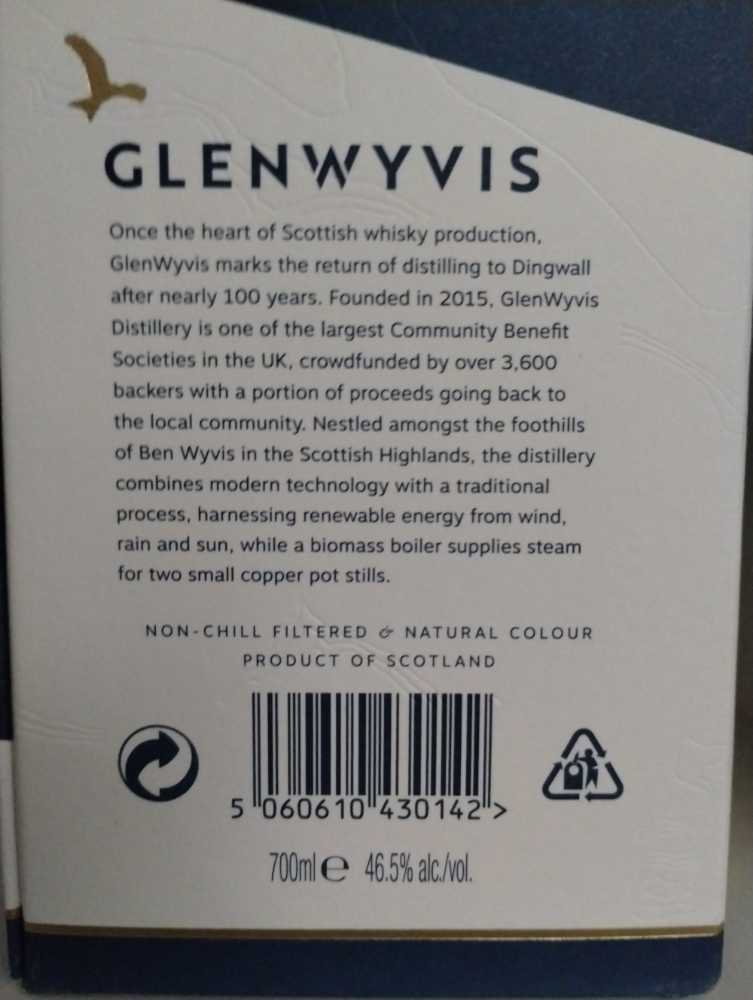 GLENWYVIS
Once the heart of Scottish whisky production,
GlenWyvis marks the return of distilling to Dingwall
after nearly 100 years. Founded in 2015, GlenWyvis
Distillery is one of the largest Community Benefit
Societies in the UK, crowdfunded by over 3,600
backers with a portion of proceeds going back to
the local community. Nestled amongst the foothills
of Ben Wyvis in the Scottish Highlands, the distillery
combines modern technology with a traditional
process, harnessing renewable energy from wind,
rain and sun, while a biomass boiler supplies steam
for two small copper pot stills.
NON-CHILL FILTERED & NATURAL COLOUR
PRODUCT OF SCOTLAND
5 060610 430142 >
700ml e 46.5% alc./vol.